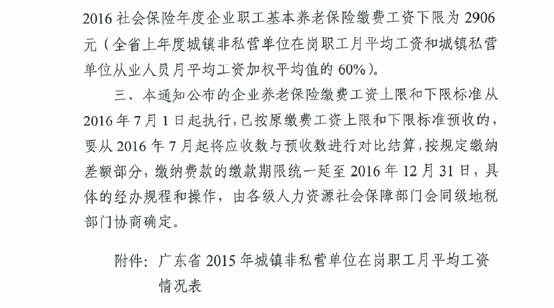 2016 社会保险年度企业职工基本养老保险缴费工资下限为 2906
元（全省上年度城镇非私营单位在岗职工月平均工资和城镇私营
单位从业人员月平均工资加权平均值的 60%）。
三、本通知公布的企业养老保险缴费工资上限和下限标准从
2016 年 7 月 1 日起执行，已按原缴费工资上限和下限标准预收的，
要从 2016 年 7 月起将应收数与预收数进行对比结算，按规定缴纳
差额部分，缴纳费款的缴款期限统一延至 2016 年 12 月 31 日，具
体的经办规程和操作，由各级人力资源社会保障部门会同级地税
部门协商确定。
附件：广东省 2015 年城镇非私营单位在岗职工月平均工资
情况表